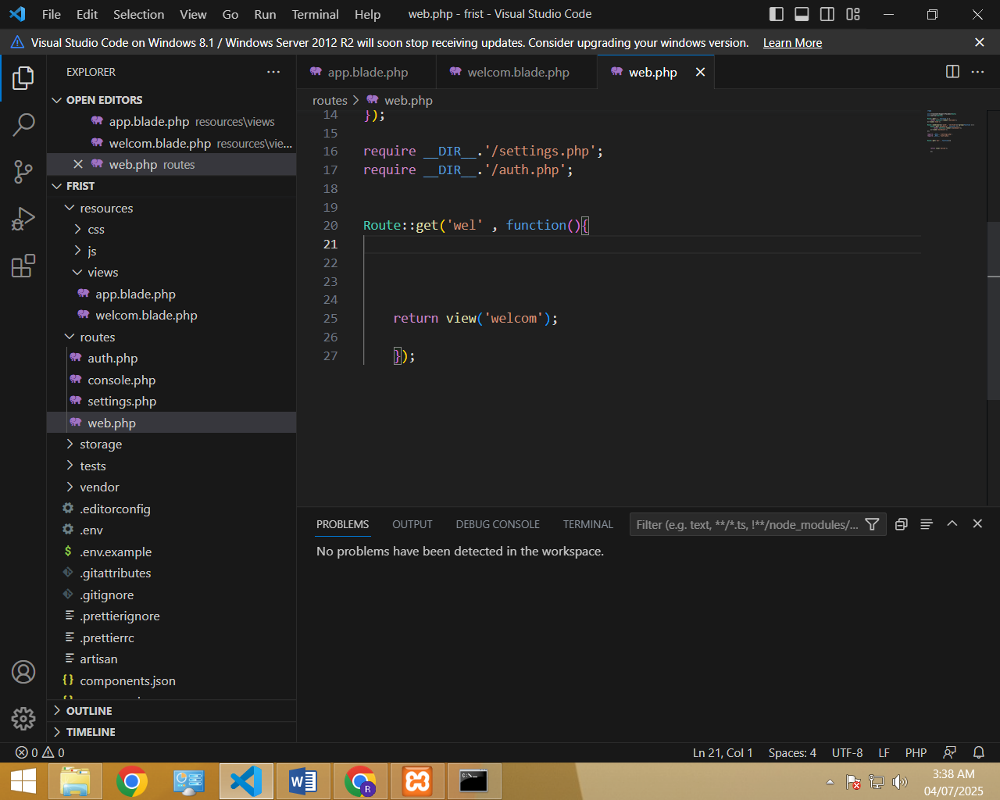 File Edit Selection View Go Run Terminal Help web.php - frist - Visual Studio Code
Visual Studio Code on Windows 8.1 / Windows Server 2012 R2 will soon stop receiving updates. Consider upgrading your windows version. Learn More
EXPLORER
OPEN EDITORS
app.blade.php resources\views
welcom.blade.php resources\vie...
web.php routes
FRIST
resources
css
js
views
app.blade.php
welcom.blade.php
routes
auth.php
console.php
settings.php
web.php
storage
tests
vendor
.editorconfig
.env
.env.example
.gitattributes
.gitignore
.prettierignore
.prettierrc
artisan
components.json
OUTLINE
TIMELINE
app.blade.php welcom.blade.php web.php
routes > web.php
14 });
15
16 require __DIR__.'/settings.php';
17 require __DIR__.'/auth.php';
18
19
20 Route::get('wel' , function(){
21
22
23
24
25 return view('welcom');
26
27 });
PROBLEMS OUTPUT DEBUG CONSOLE TERMINAL Filter (e.g. text, **/*.ts, !**/node_modules/...
No problems have been detected in the workspace.
0 0 Ln 21, Col 1 Spaces: 4 UTF-8 LF PHP
3:38 AM
04/07/2025